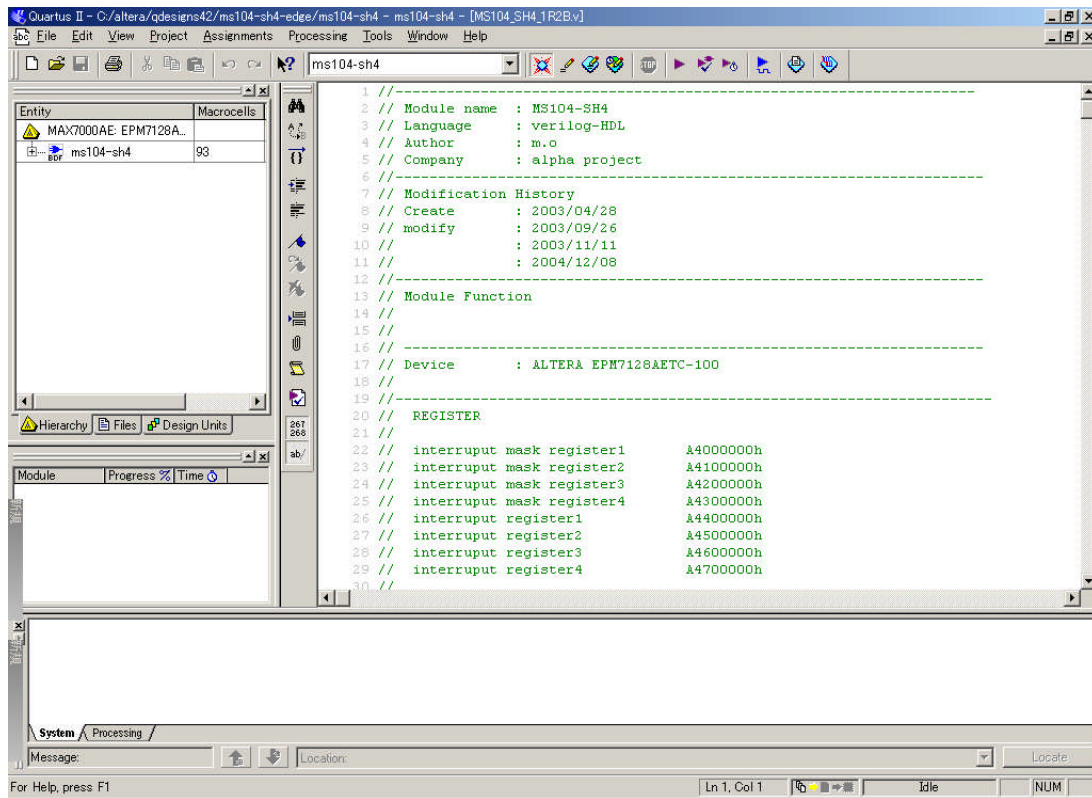 Quartus II - C:/altera/qdesigns42/ms104-sh4-edge/ms104-sh4 - ms104-sh4 - [MS104_SH4_1R2B.v]
abc File Edit View Project Assignments Processing Tools Window Help
ms104-sh4
STOP
Entity Macrocells
MAX7000AE: EPM7128A...
BDF ms104-sh4 93
Hierarchy Files Design Units
Module Progress % Time
267
268
ab/
1 //----------------------------------------------------------------------
2 // Module name : MS104-SH4
3 // Language : verilog-HDL
4 // Author : m.o
5 // Company : alpha project
6 //-----------------------------------------------------------------------
7 // Modification History
8 // Create : 2003/04/28
9 // modify : 2003/09/26
10 // : 2003/11/11
11 // : 2004/12/08
12 //-----------------------------------------------------------------------
13 // Module Function
14 //
15 //
16 // ----------------------------------------------------------------------
17 // Device : ALTERA EPM7128AETC-100
18 //
19 //------------------------------------------------------------------------
20 // REGISTER
21 //
22 // interruput mask register1 A4000000h
23 // interruput mask register2 A4100000h
24 // interruput mask register3 A4200000h
25 // interruput mask register4 A4300000h
26 // interruput register1 A4400000h
27 // interruput register2 A4500000h
28 // interruput register3 A4600000h
29 // interruput register4 A4700000h
30 //
System Processing
Message: Location: Locate
For Help, press F1 Ln 1, Col 1 Idle NUM